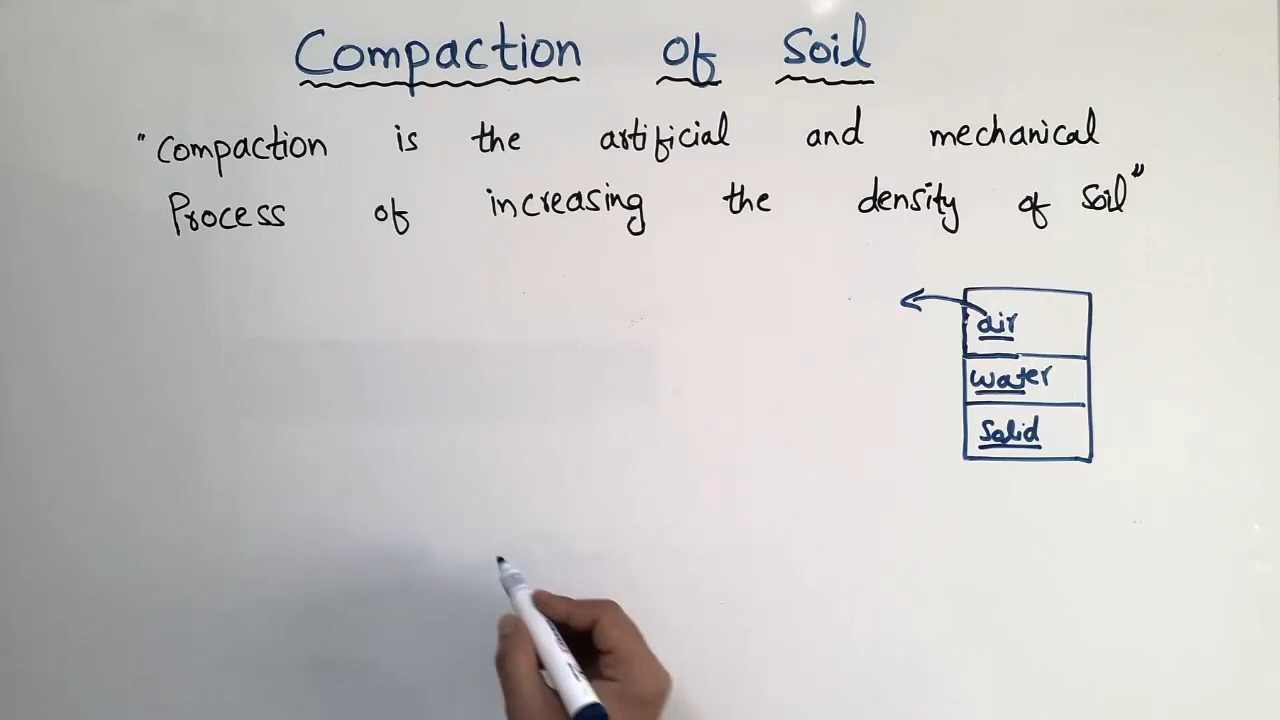 Compaction of Soil
"Compaction is the artificial and mechanical
Process of increasing the density of soil"
air
water
Solid